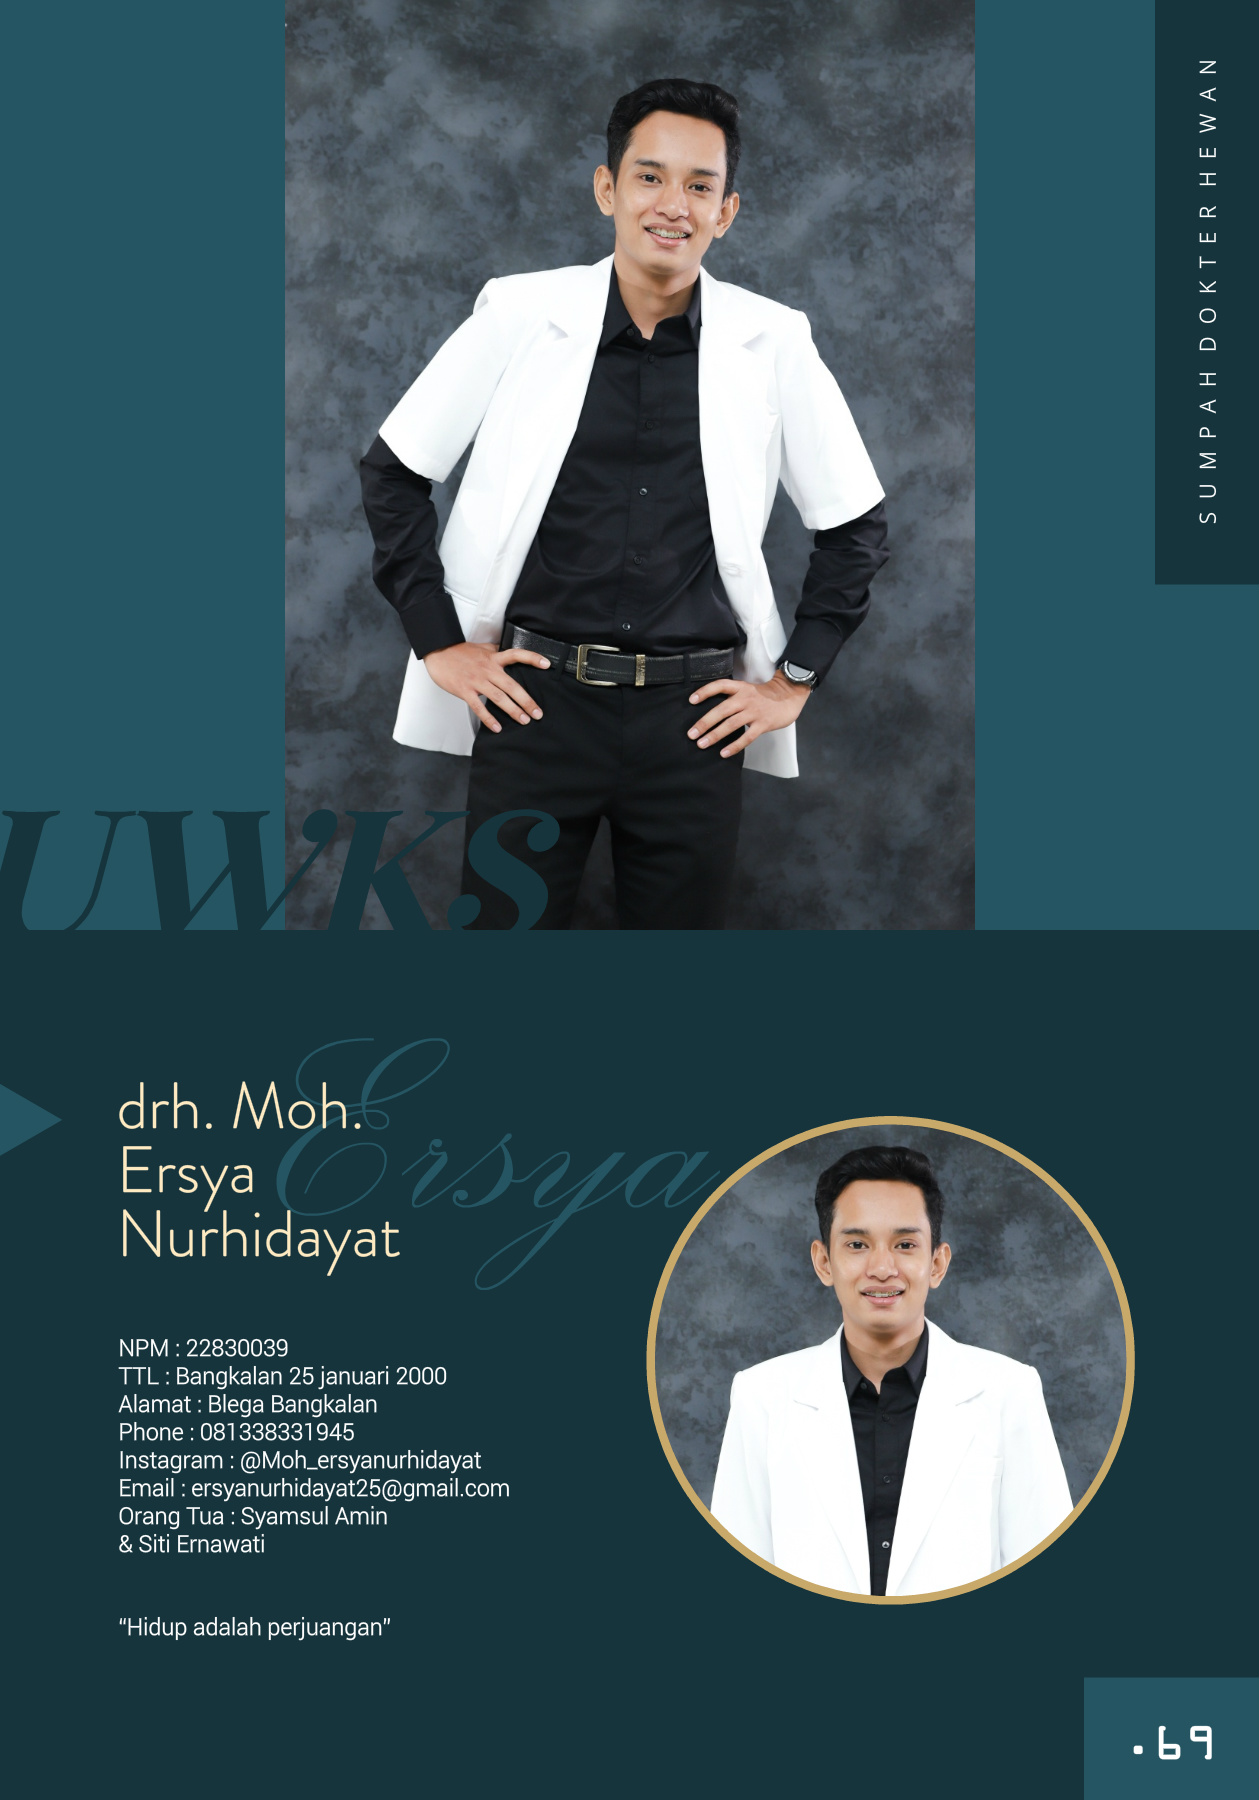 SUMPAH DOKTER HEWAN
UWKS
Ersya
drh. Moh.
Ersya
Nurhidayat
NPM : 22830039
TTL : Bangkalan 25 januari 2000
Alamat : Blega Bangkalan
Phone : 081338331945
Instagram : @Moh_ersyanurhidayat
Email : ersyanurhidayat25@gmail.com
Orang Tua : Syamsul Amin
& Siti Ernawati
“Hidup adalah perjuangan”
.69